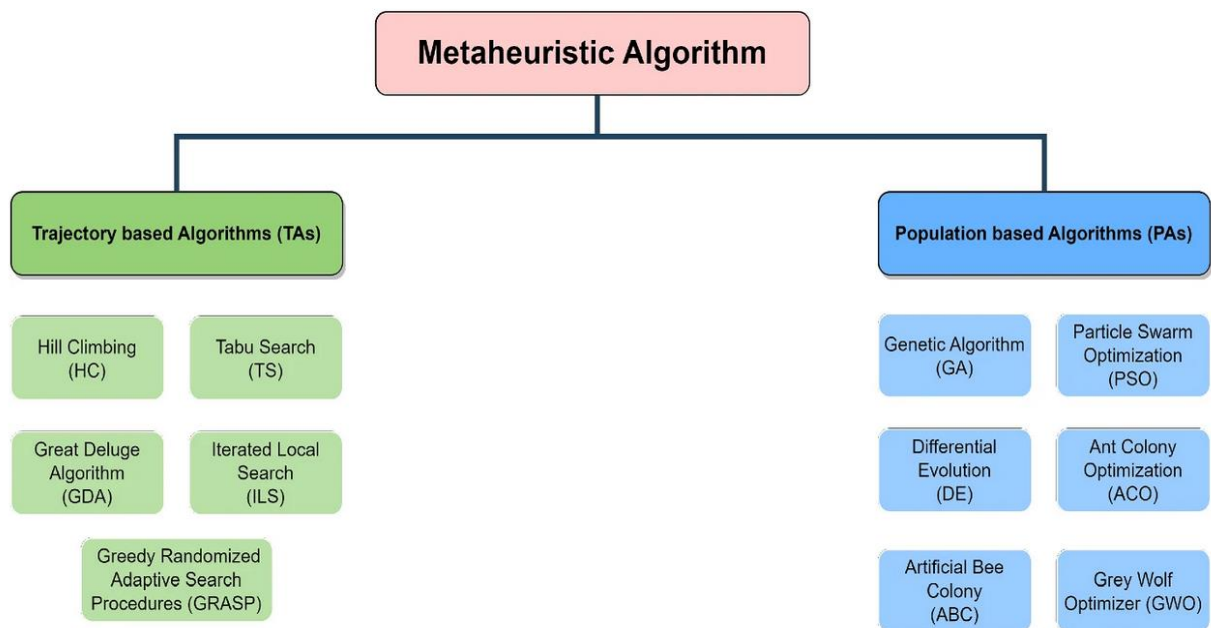 Metaheuristic Algorithm
Trajectory based Algorithms (TAs)
Population based Algorithms (PAs)
Hill Climbing
(HC)
Tabu Search
(TS)
Great Deluge
Algorithm
(GDA)
Iterated Local
Search
(ILS)
Greedy Randomized
Adaptive Search
Procedures (GRASP)
Genetic Algorithm
(GA)
Particle Swarm
Optimization
(PSO)
Differential
Evolution
(DE)
Ant Colony
Optimization
(ACO)
Artificial Bee
Colony
(ABC)
Grey Wolf
Optimizer (GWO)